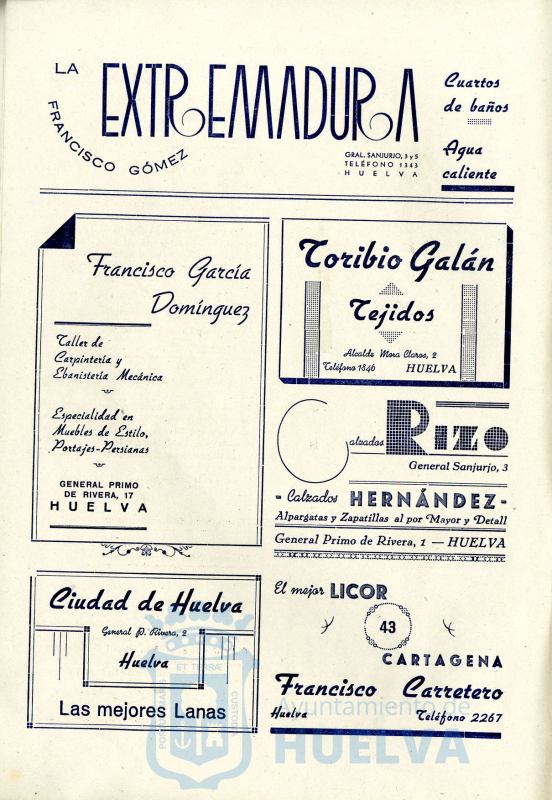 LA
EXTREMADURA
FRANCISCO GÓMEZ
GRAL. SANJURJO, 3 y 5
TELÉFONO 1343
HUELVA
Cuartos
de baños
Agua
caliente
Francisco García
Domínguez
Taller de
Carpintería y
Ebanistería Mecánica
Especialidad en
Muebles de Estilo,
Portajes-Persianas
GENERAL PRIMO
DE RIVERA, 17
HUELVA
Toribio Galán
Tejidos
Alcalde Mora Claros, 2
Teléfono 1846 HUELVA
Calzados RIZO
General Sanjurjo, 3
- Calzados HERNÁNDEZ -
Alpargatas y Zapatillas al por Mayor y Detall
General Primo de Rivera, 1 — HUELVA
Ciudad de Huelva
General P. Rivera, 2
Huelva
Las mejores Lanas
El mejor LICOR
43
CARTAGENA
Francisco Carretero
Huelva Teléfono 2267
ET TERRÆ
CUSTODIA
Ayuntamiento de
HUELVA